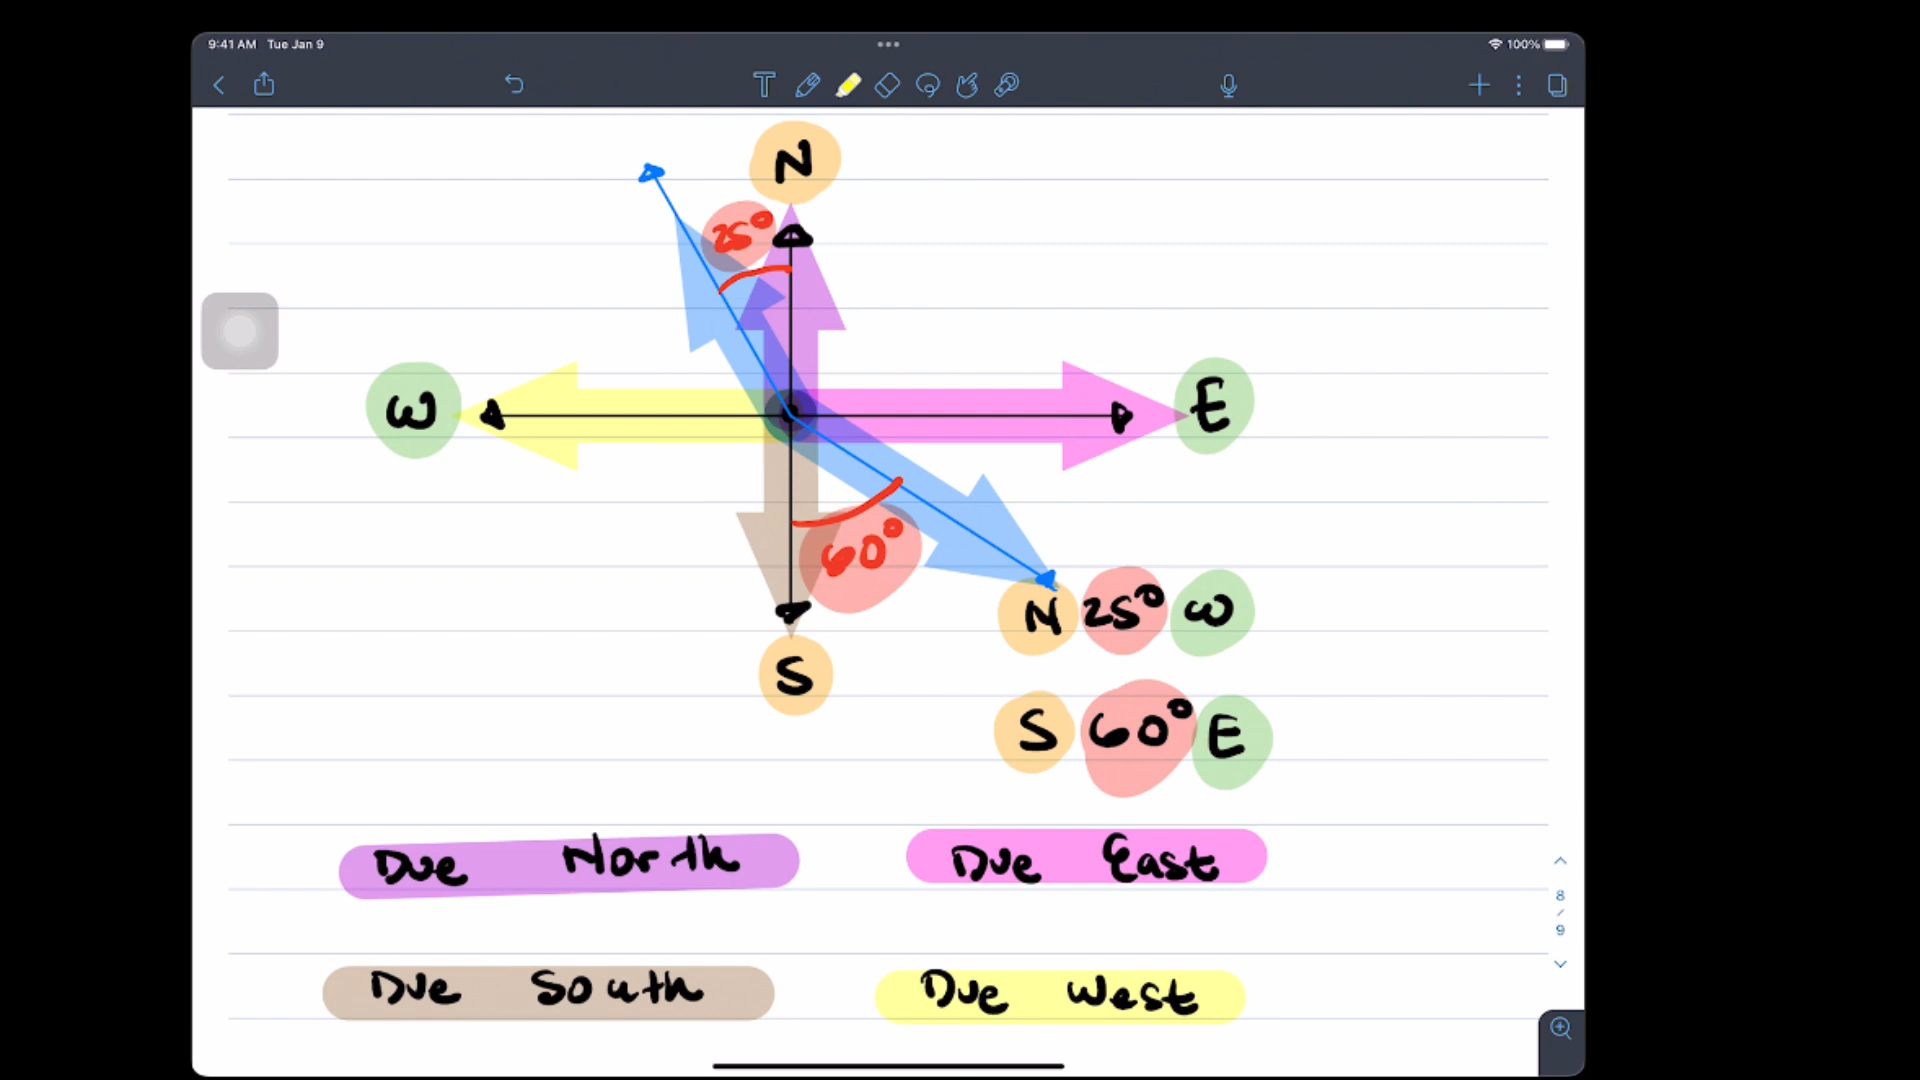 9:41 AM Tue Jan 9
100%
N
25°
W
E
60°
S
N 25° W
S 60° E
Due North
Due East
8
/
9
Due South
Due West